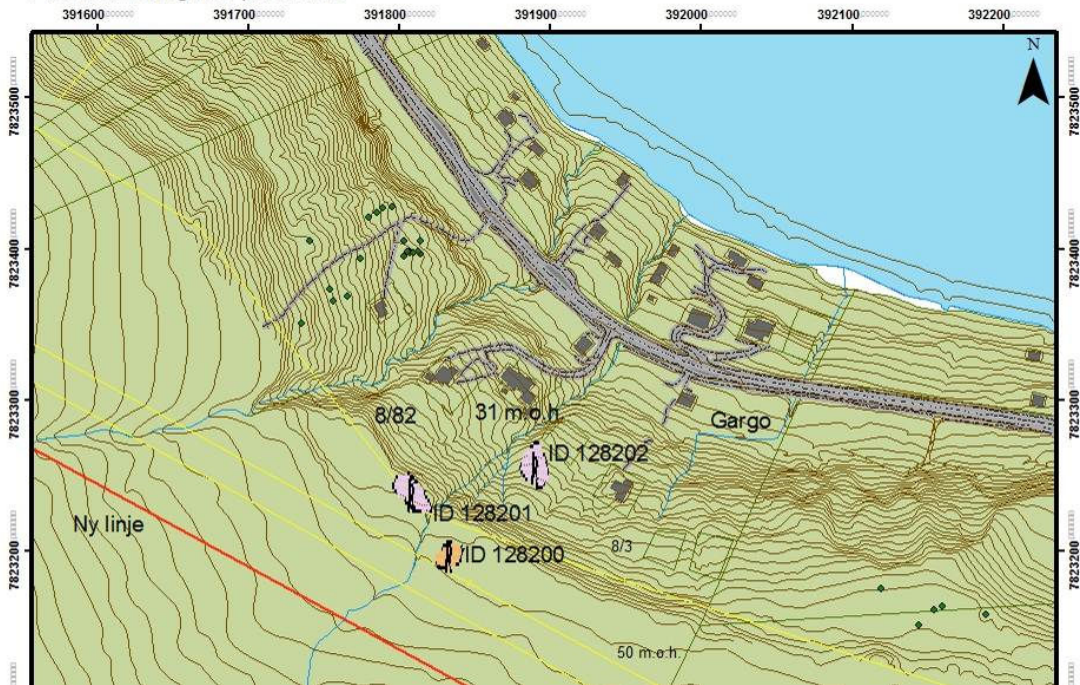 391600 391700 391800 391900 392000 392100 392200
N
7823500 7823500
7823400 7823400
7823300 7823300
8/82 31 m.o.h. Gargo
ID 128202
ID 128201
Ny linje
ID 128200 8/3
7823200 7823200
50 m.o.h.